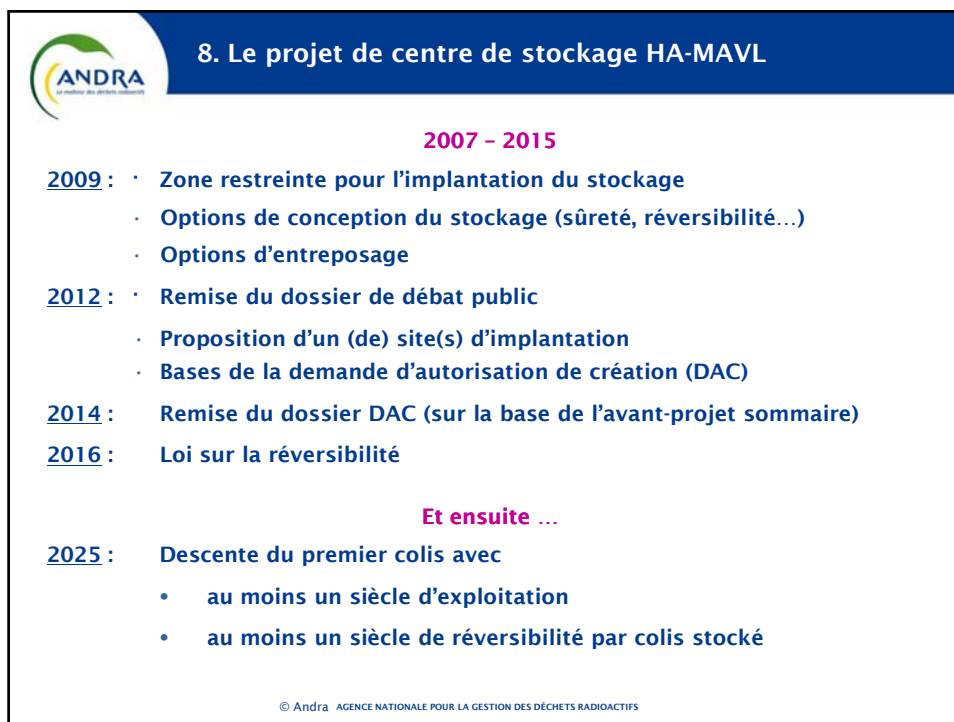 ANDRA
La maîtrise des déchets radioactifs
8. Le projet de centre de stockage HA-MAVL
2007 – 2015
2009 : · Zone restreinte pour l’implantation du stockage
· Options de conception du stockage (sûreté, réversibilité…)
· Options d’entreposage
2012 : · Remise du dossier de débat public
· Proposition d’un (de) site(s) d’implantation
· Bases de la demande d’autorisation de création (DAC)
2014 : Remise du dossier DAC (sur la base de l’avant-projet sommaire)
2016 : Loi sur la réversibilité
Et ensuite …
2025 : Descente du premier colis avec
• au moins un siècle d’exploitation
• au moins un siècle de réversibilité par colis stocké
© Andra AGENCE NATIONALE POUR LA GESTION DES DÉCHETS RADIOACTIFS